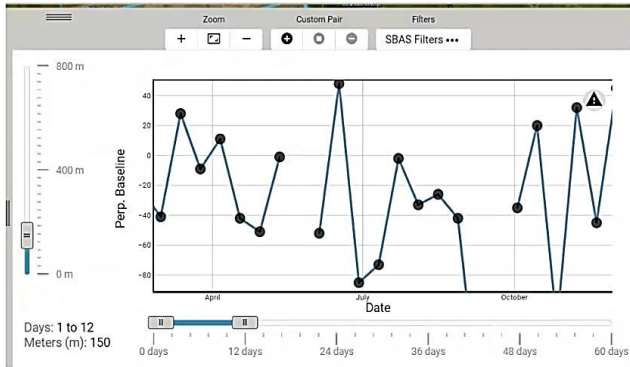 Zoom Custom Pair Filters
SBAS Filters •••
800 m
400 m
0 m
Perp. Baseline
40
20
0
-20
-40
-60
-80
April July October
Date
Days: 1 to 12
Meters (m): 150
0 days 12 days 24 days 36 days 48 days 60 days